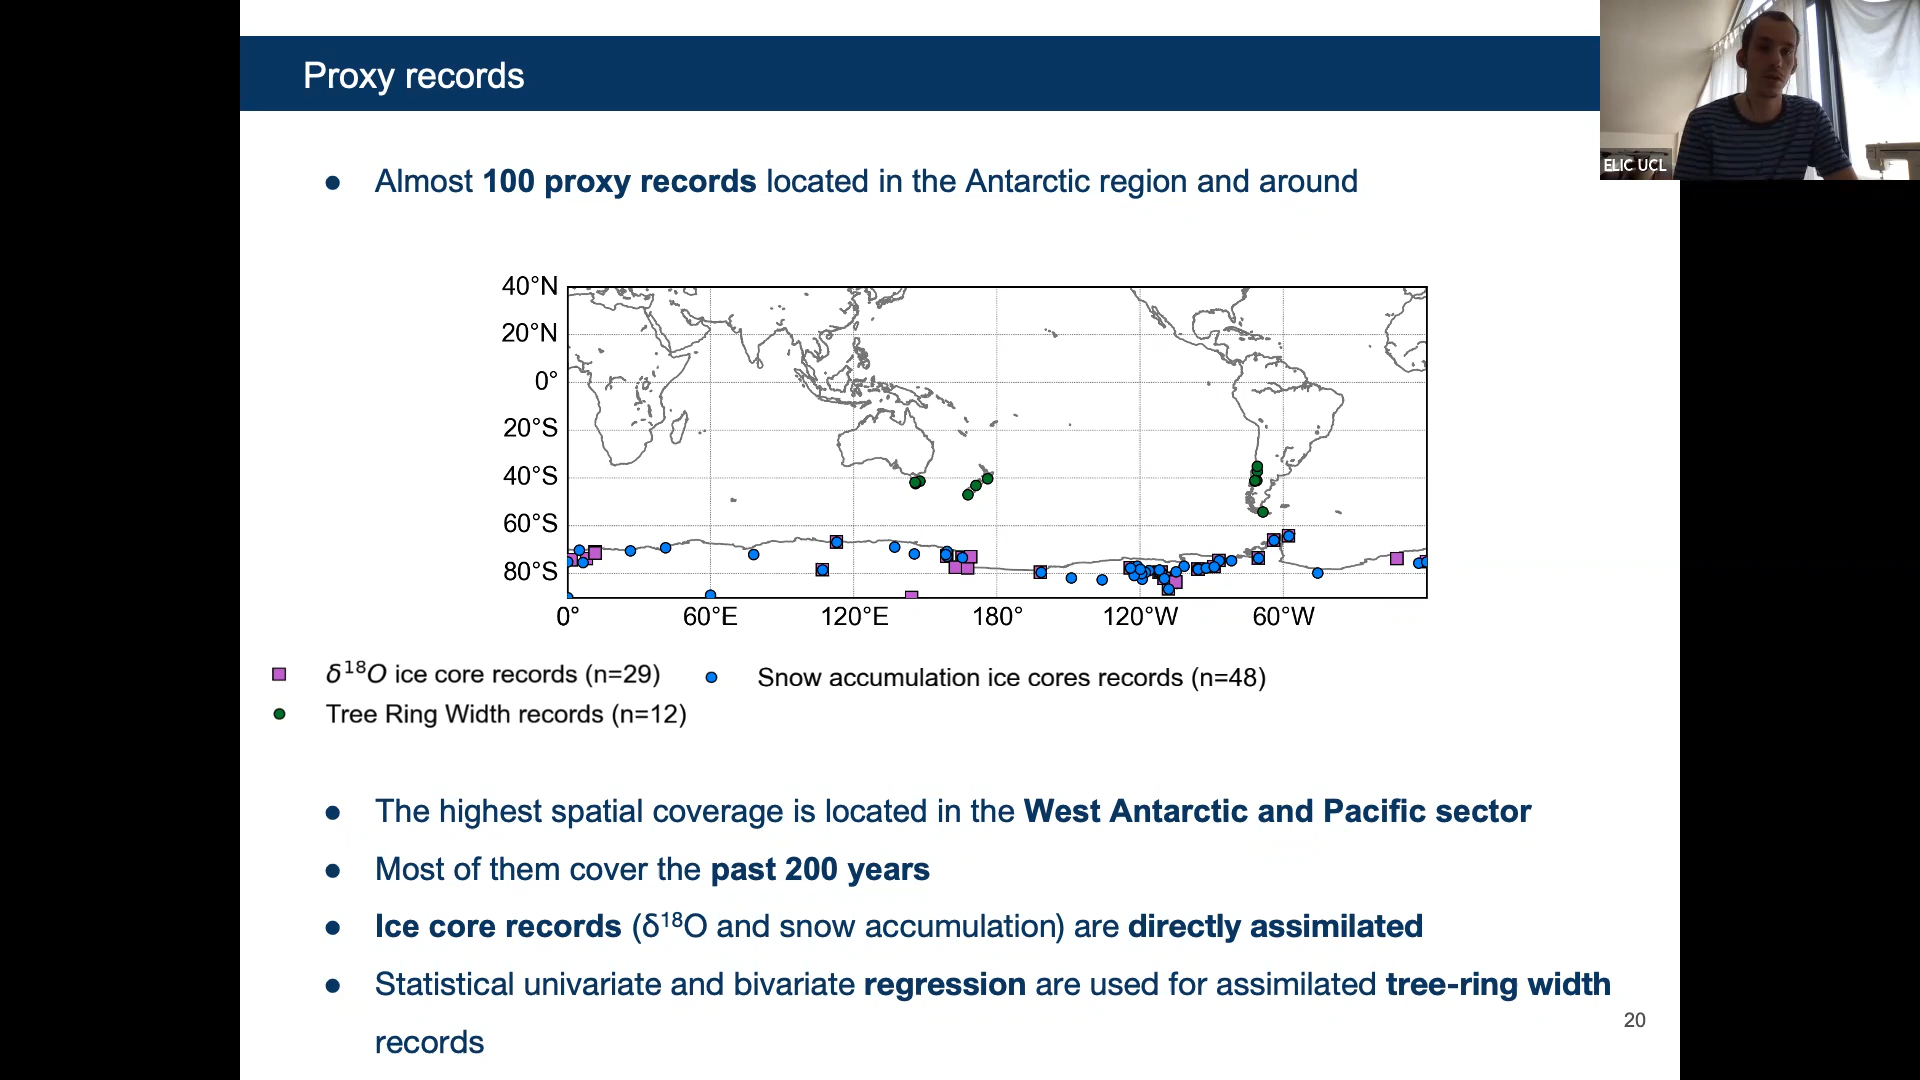 Proxy records
ELIC UCL
● Almost 100 proxy records located in the Antarctic region and around
40°N
20°N
0°
20°S
40°S
60°S
80°S
0° 60°E 120°E 180° 120°W 60°W
δ¹⁸O ice core records (n=29)
Snow accumulation ice cores records (n=48)
Tree Ring Width records (n=12)
● The highest spatial coverage is located in the West Antarctic and Pacific sector
● Most of them cover the past 200 years
● Ice core records (δ¹⁸O and snow accumulation) are directly assimilated
● Statistical univariate and bivariate regression are used for assimilated tree-ring width
records
20